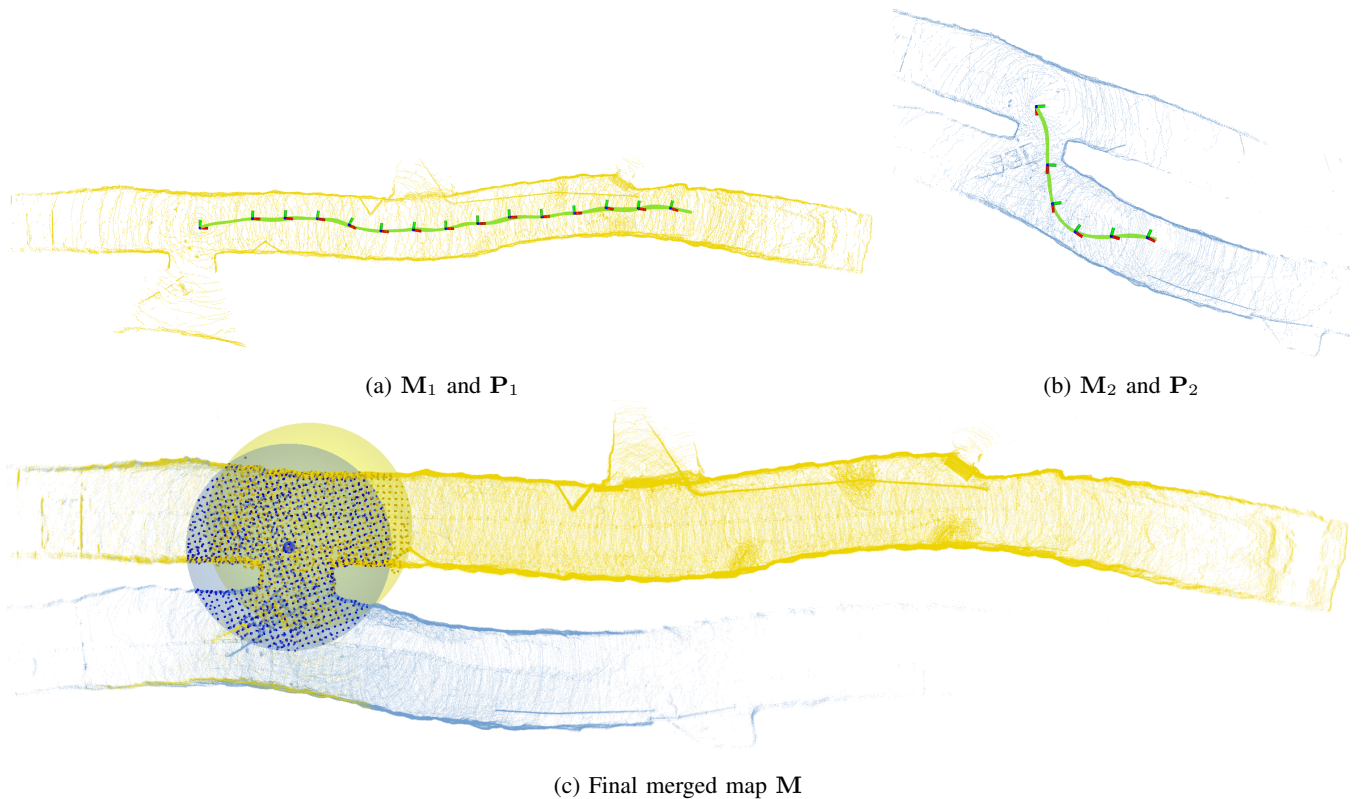 (a) M₁ and P₁
(b) M₂ and P₂
(c) Final merged map M